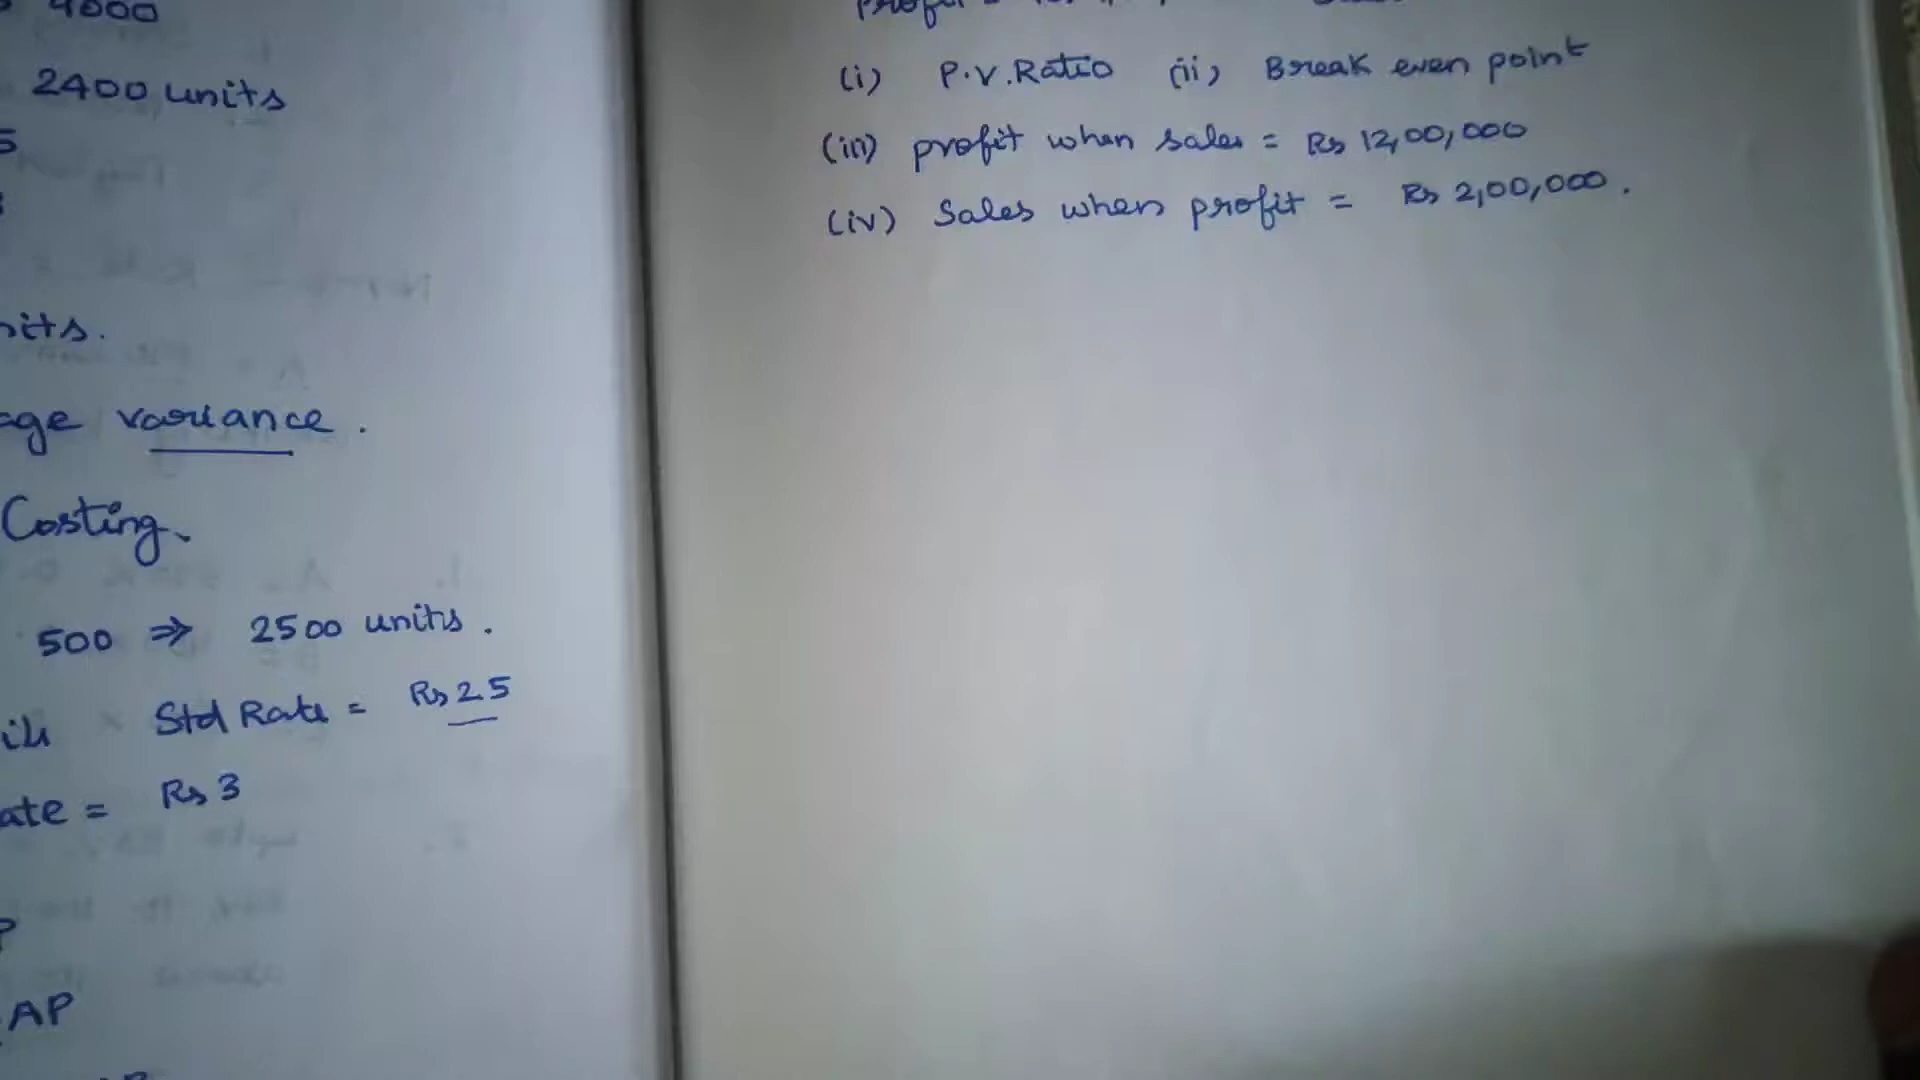 4000
2400 units
5
nits.
age variance.
Costing.
500 ⇒ 2500 units.
Std Rate = Rs 25
ate = Rs 3
AP
Profit =
(i) P.V.Ratio (ii) Break even point
(iii) profit when sales = Rs 12,00,000
(iv) Sales when profit = Rs 2,00,000.